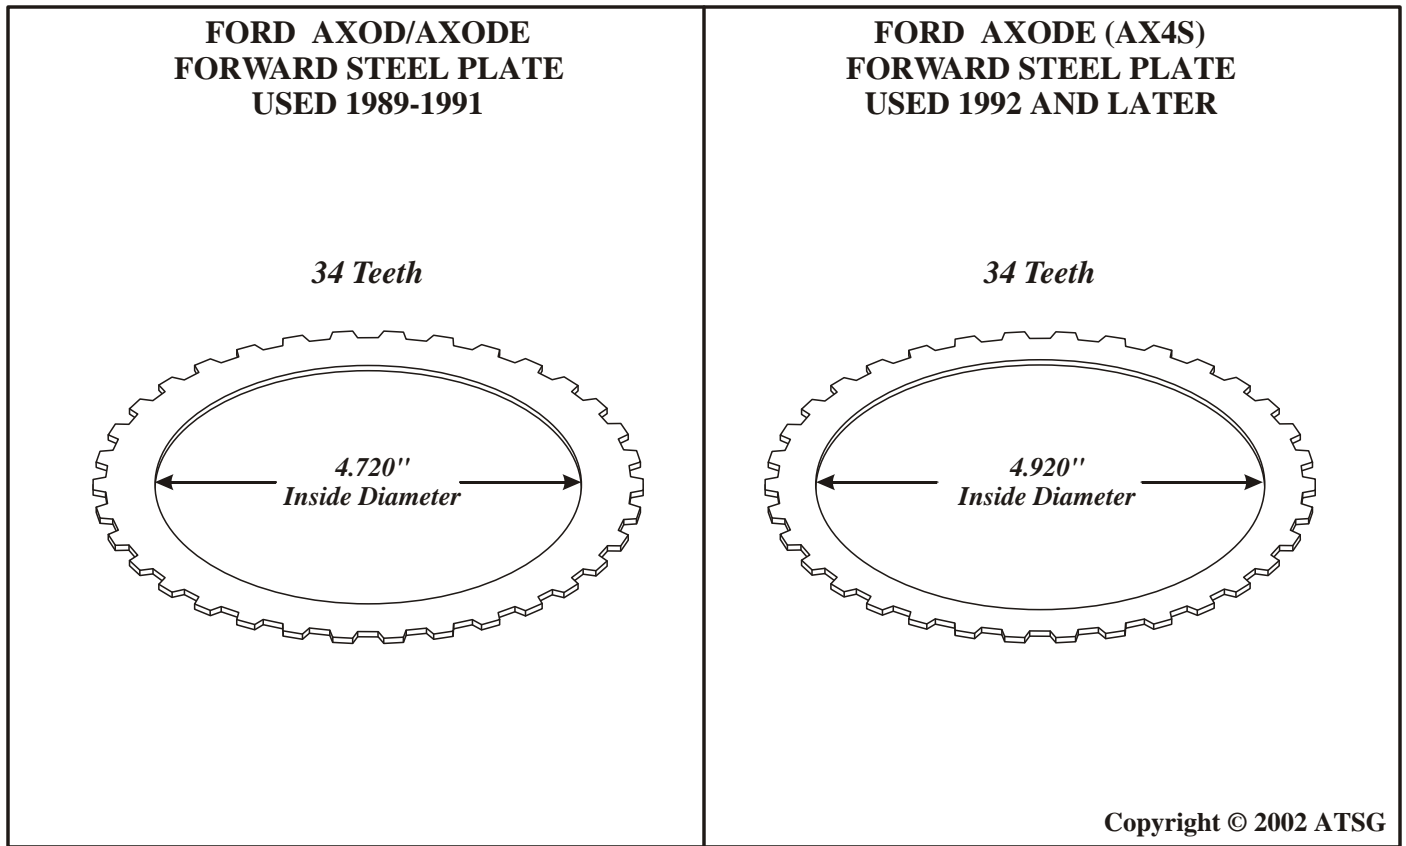 FORD AXOD/AXODE
FORWARD STEEL PLATE
USED 1989-1991
34 Teeth
4.720"
Inside Diameter
FORD AXODE (AX4S)
FORWARD STEEL PLATE
USED 1992 AND LATER
34 Teeth
4.920"
Inside Diameter
Copyright © 2002 ATSG